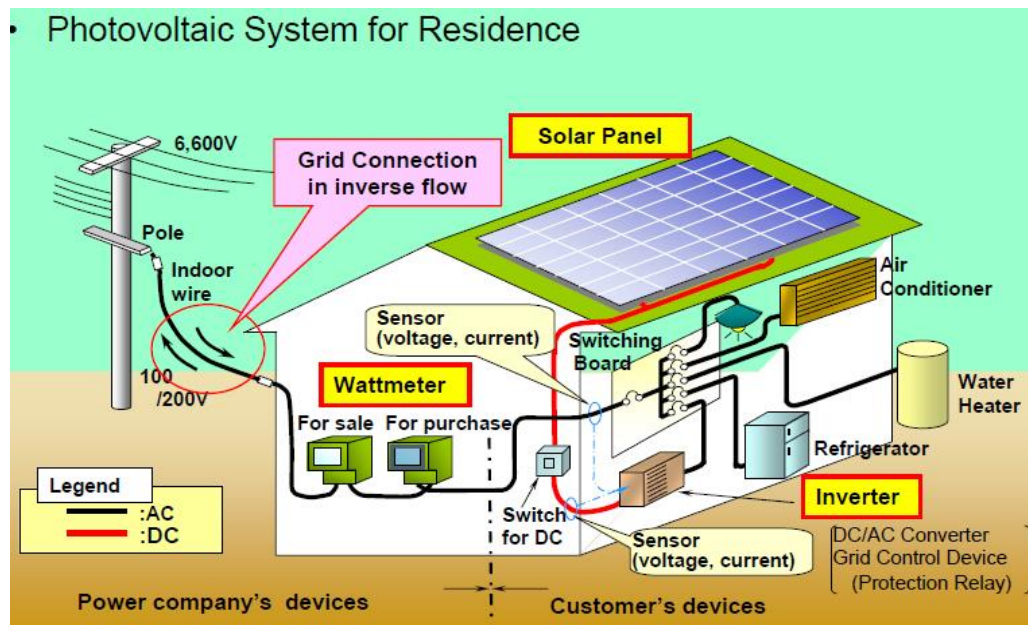 • Photovoltaic System for Residence
6,600V
Grid Connection
in inverse flow
Solar Panel
Pole
Indoor
wire
100
/200V
Sensor
(voltage, current)
Switching
Board
Air
Conditioner
Wattmeter
For sale
For purchase
Water
Heater
Refrigerator
Legend
:AC
:DC
Switch
for DC
Sensor
(voltage, current)
Inverter
DC/AC Converter
Grid Control Device
(Protection Relay)
Power company's devices
Customer's devices